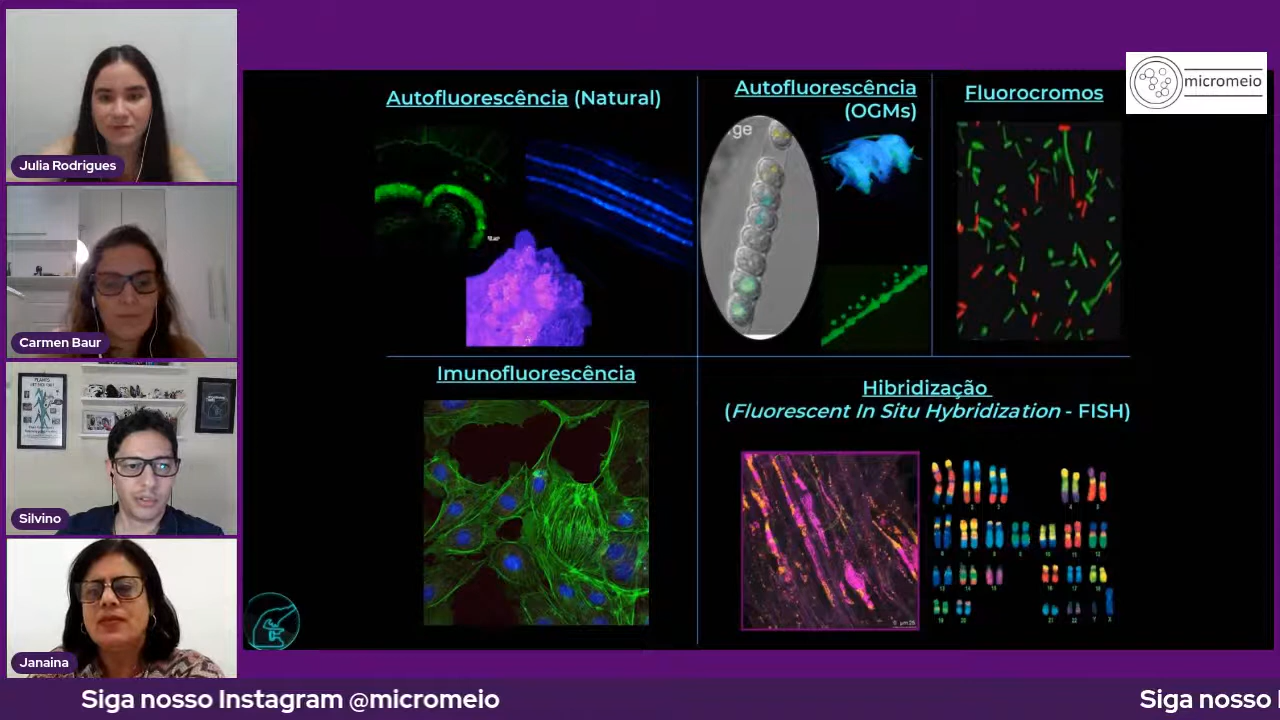 Julia Rodrigues
Carmen Baur
Silvino
Janaina
Autofluorescência (Natural)
Autofluorescência
(OGMs)
ge
Fluorocromos
micromeio
Imunofluorescência
Hibridização
(Fluorescent In Situ Hybridization - FISH)
Siga nosso Instagram @micromeio
Siga nosso